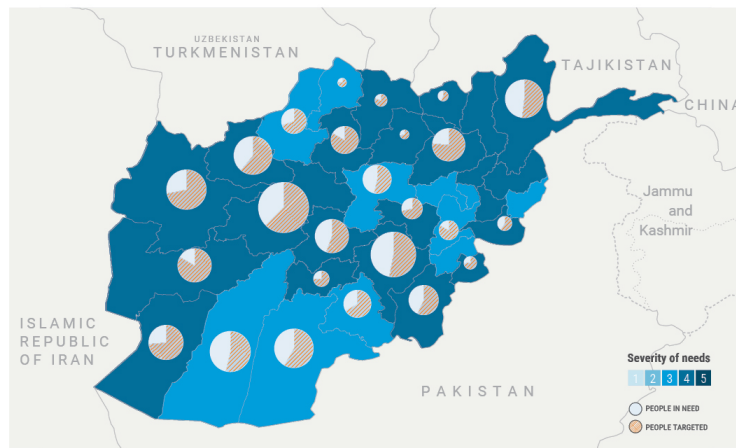 UZBEKISTAN
TURKMENISTAN
TAJIKISTAN
CHINA
Jammu
and
Kashmir
ISLAMIC
REPUBLIC
OF IRAN
PAKISTAN
Severity of needs
1 2 3 4 5
PEOPLE IN NEED
PEOPLE TARGETED